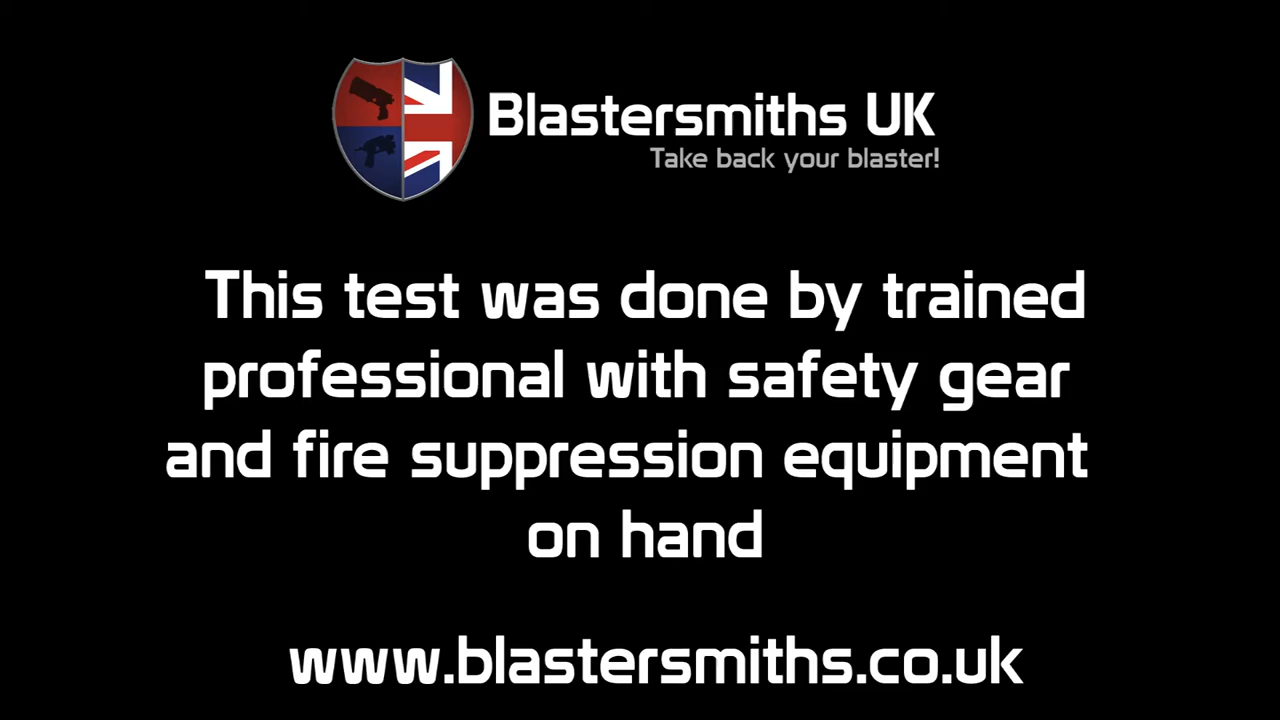 Blastersmiths UK
Take back your blaster!
This test was done by trained
professional with safety gear
and fire suppression equipment
on hand
www.blastersmiths.co.uk